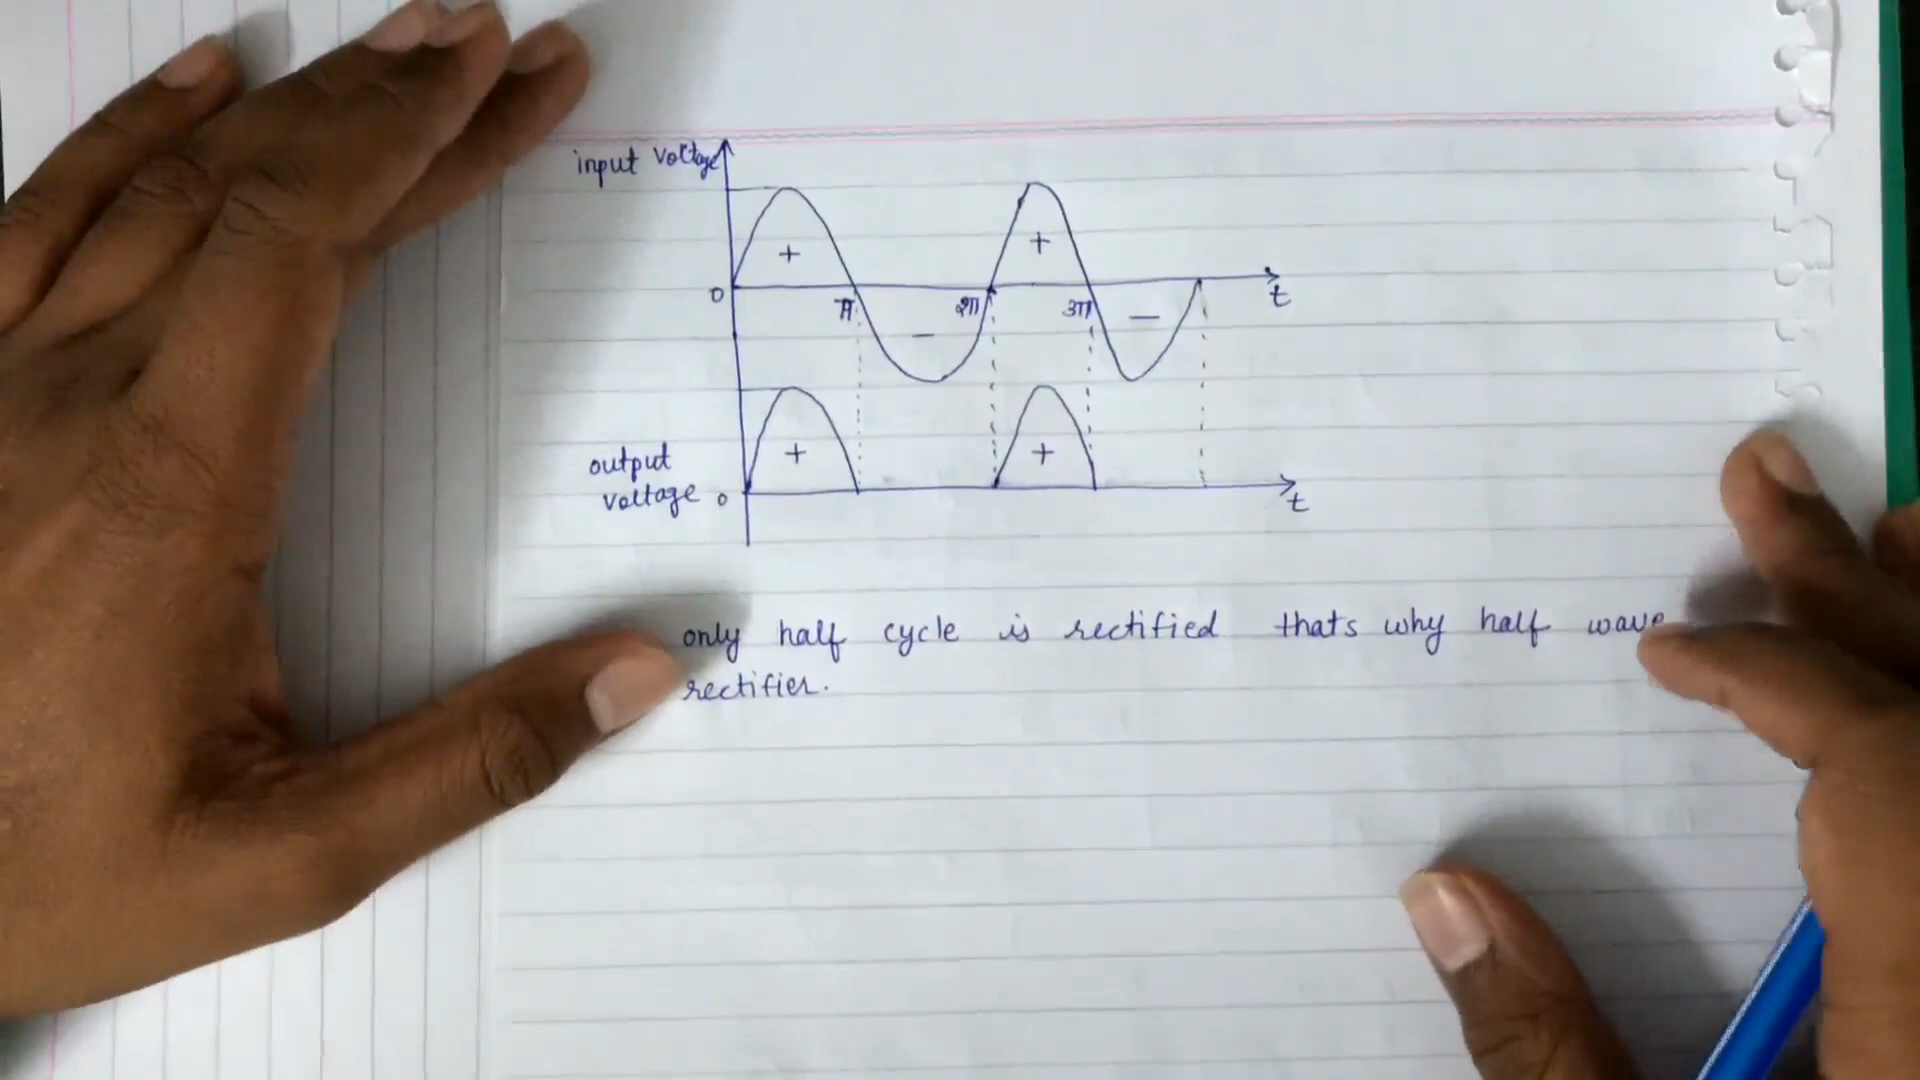 input voltage
+
+
0
π
2π
3π
t
-
-
output
voltage
+
+
0
t
only half cycle is rectified thats why half wave
rectifier.